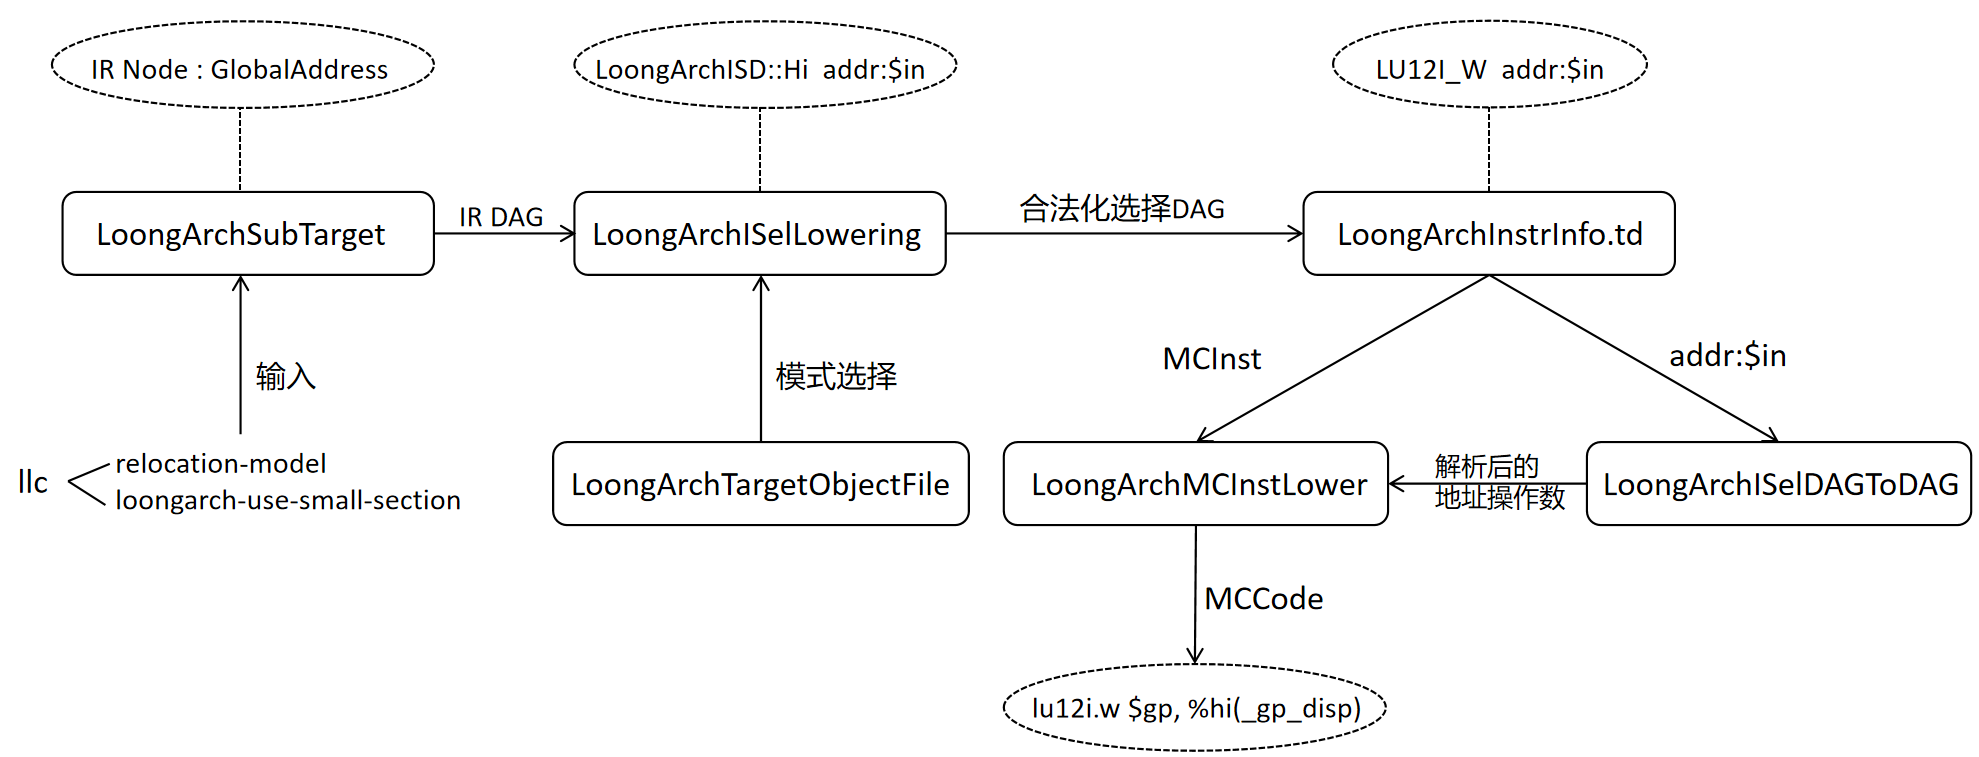 IR Node : GlobalAddress
LoongArchISD::Hi addr:$in
LU12I_W addr:$in
LoongArchSubTarget
IR DAG
LoongArchISelLowering
合法化选择DAG
LoongArchInstrInfo.td
输入
模式选择
MCInst
addr:$in
llc
relocation-model
loongarch-use-small-section
LoongArchTargetObjectFile
LoongArchMCInstLower
解析后的
地址操作数
LoongArchISelDAGToDAG
MCCode
lu12i.w $gp, %hi(_gp_disp)